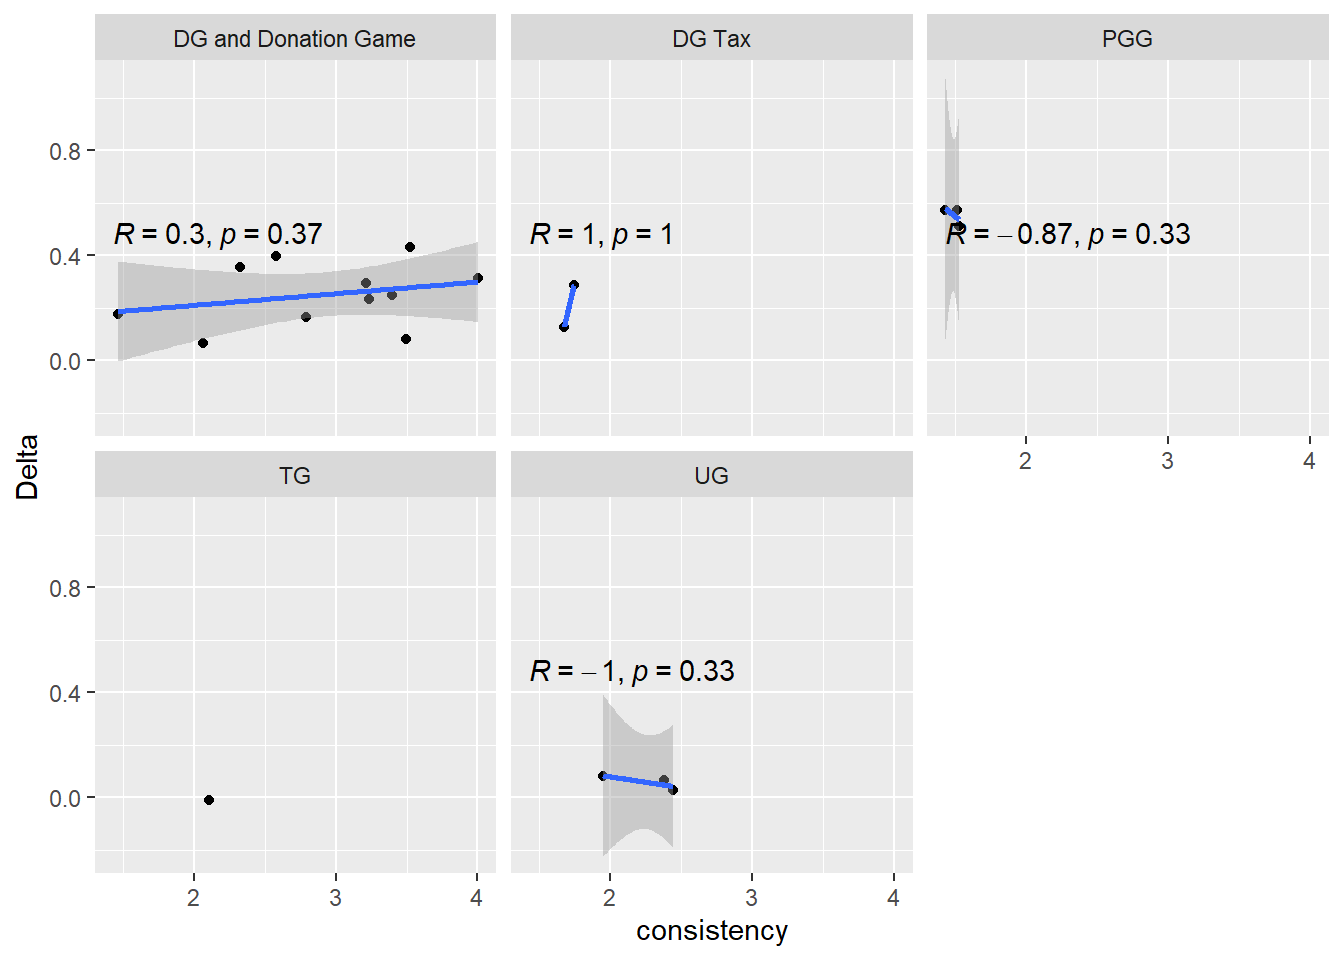 DG and Donation Game
DG Tax
PGG
0.8
0.4
0.0
R = 0.3, p = 0.37
R = 1, p = 1
R = −0.87, p = 0.33
2 3 4
Delta
TG
UG
0.8
0.4
0.0
R = −1, p = 0.33
2 3 4
2 3 4
consistency